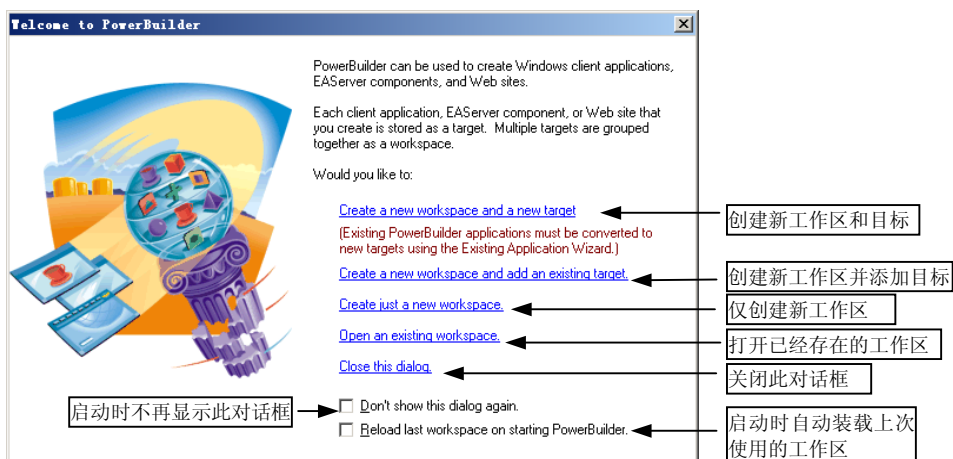 Welcome to PowerBuilder
PowerBuilder can be used to create Windows client applications,
EAServer components, and Web sites.
Each client application, EAServer component, or Web site that
you create is stored as a target. Multiple targets are grouped
together as a workspace.
Would you like to:
Create a new workspace and a new target
创建新工作区和目标
(Existing PowerBuilder applications must be converted to
new targets using the Existing Application Wizard.)
Create a new workspace and add an existing target.
创建新工作区并添加目标
Create just a new workspace.
仅创建新工作区
Open an existing workspace.
打开已经存在的工作区
Close this dialog.
关闭此对话框
启动时不再显示此对话框
Don't show this dialog again.
Reload last workspace on starting PowerBuilder.
启动时自动装载上次
使用的工作区